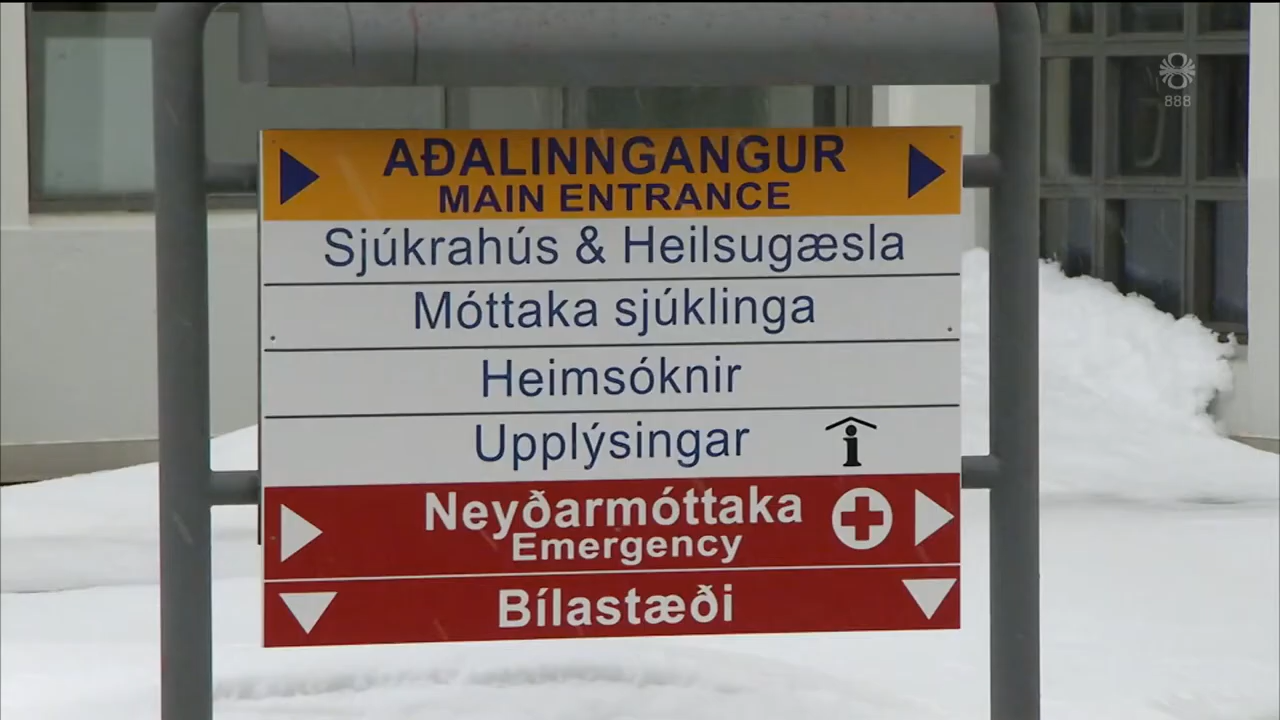 888
AÐALINNGANGUR
MAIN ENTRANCE
Sjúkrahús & Heilsugæsla
Móttaka sjúklinga
Heimsóknir
Upplýsingar
Neyðarmóttaka
Emergency
Bílastæði